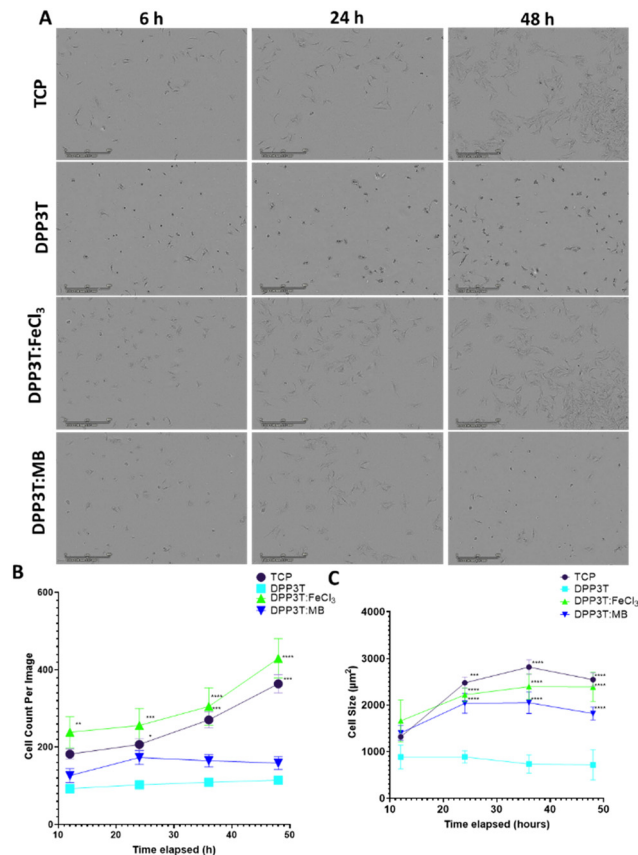 A
6 h 24 h 48 h
TCP
DPP3T
DPP3T:FeCl₃
DPP3T:MB
B
TCP
DPP3T
DPP3T:FeCl₃
DPP3T:MB
Cell Count Per Image
600
400
200
0
**
***
*
****
***
****
***
10 20 30 40 50
Time elapsed (h)
C
TCP
DPP3T
DPP3T:FeCl₃
DPP3T:MB
Cell Size (µm²)
4000
3000
2000
1000
0
***
****
****
****
****
****
****
****
****
10 20 30 40 50
Time elapsed (hours)